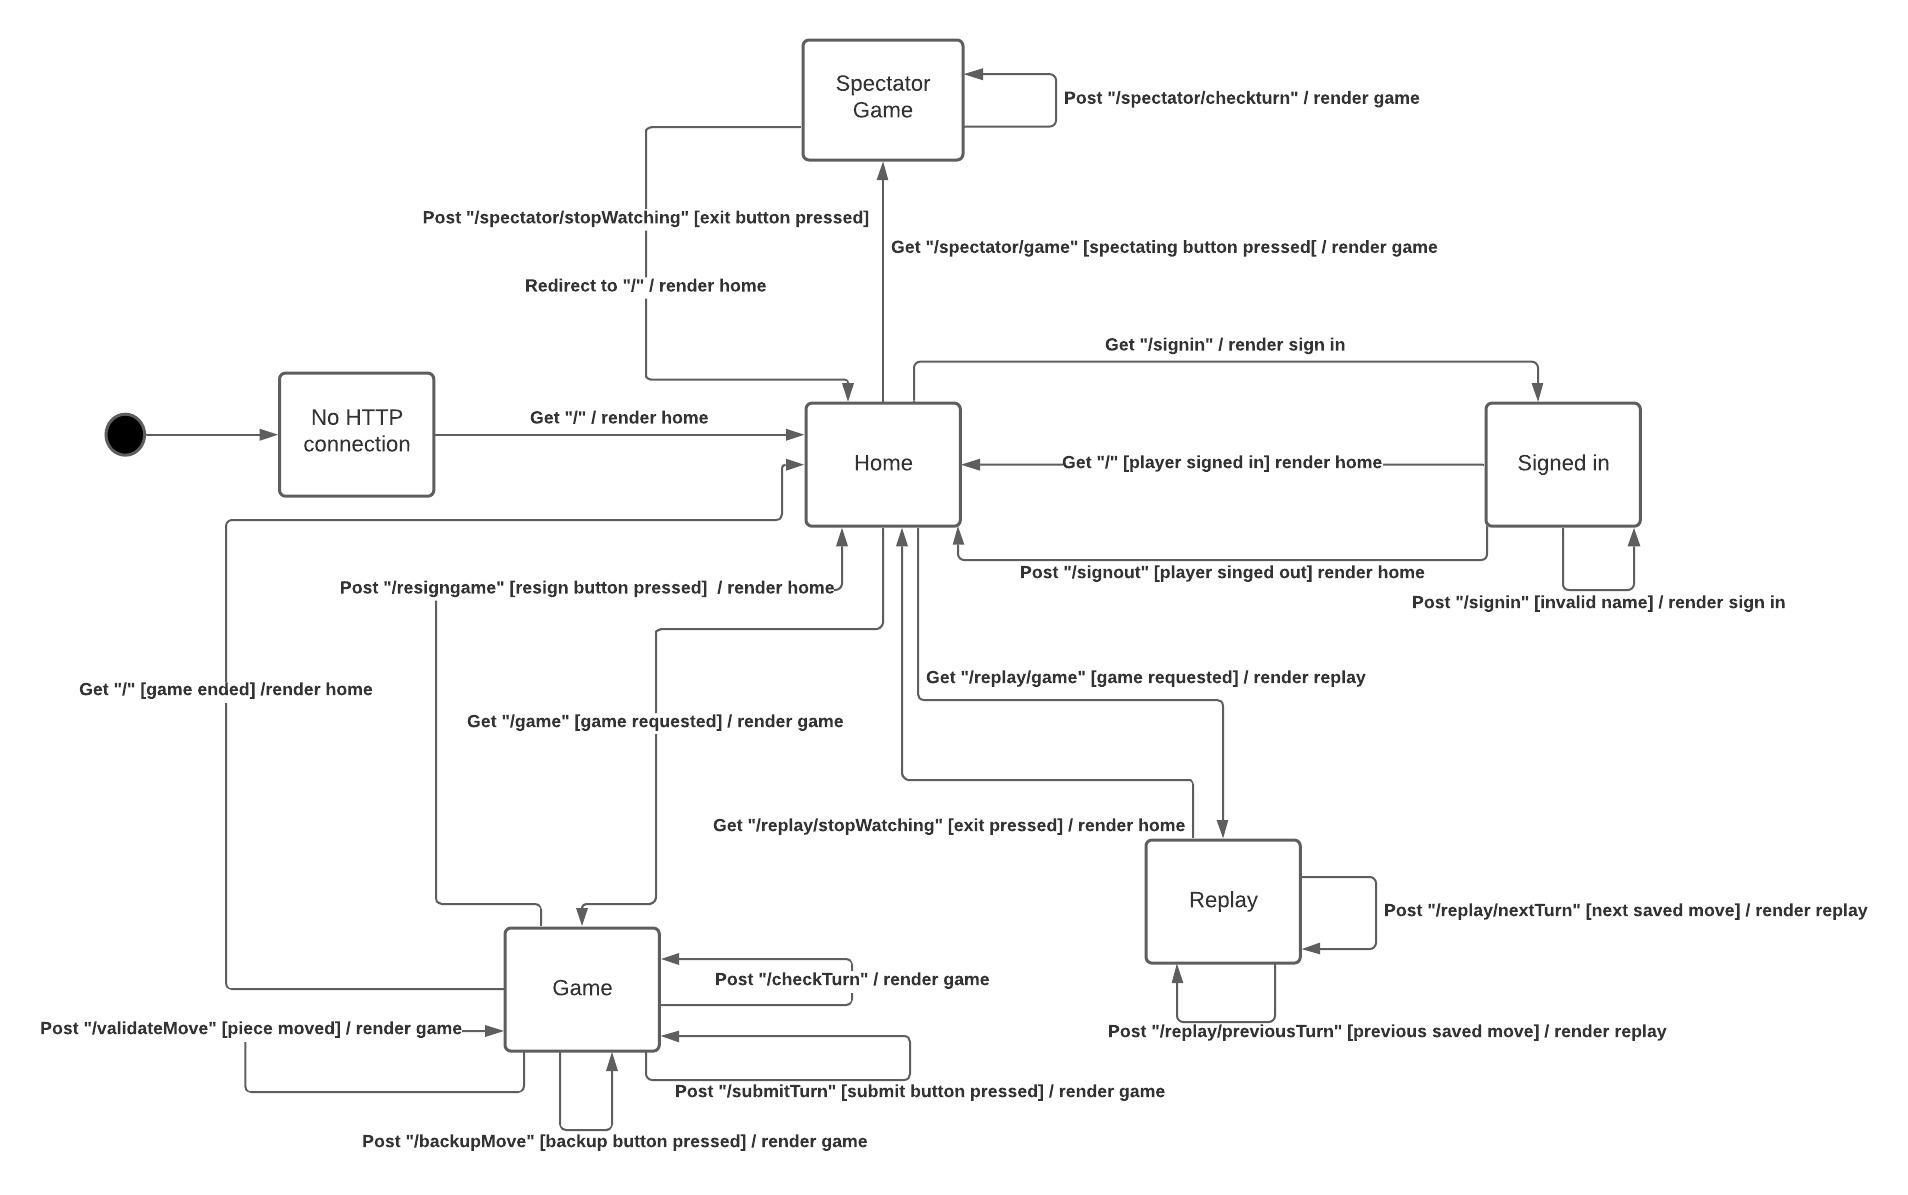 Spectator
Game
Post "/spectator/checkturn" / render game
Post "/spectator/stopWatching" [exit button pressed]
Get "/spectator/game" [spectating button pressed[ / render game
Redirect to "/" / render home
Get "/signin" / render sign in
No HTTP
connection
Get "/" / render home
Home
Get "/" [player signed in] render home
Signed in
Post "/signout" [player singed out] render home
Post "/resigngame" [resign button pressed]  / render home
Post "/signin" [invalid name] / render sign in
Get "/replay/game" [game requested] / render replay
Get "/" [game ended] /render home
Get "/game" [game requested] / render game
Get "/replay/stopWatching" [exit pressed] / render home
Replay
Post "/replay/nextTurn" [next saved move] / render replay
Game
Post "/checkTurn" / render game
Post "/validateMove" [piece moved] / render game
Post "/replay/previousTurn" [previous saved move] / render replay
Post "/submitTurn" [submit button pressed] / render game
Post "/backupMove" [backup button pressed] / render game